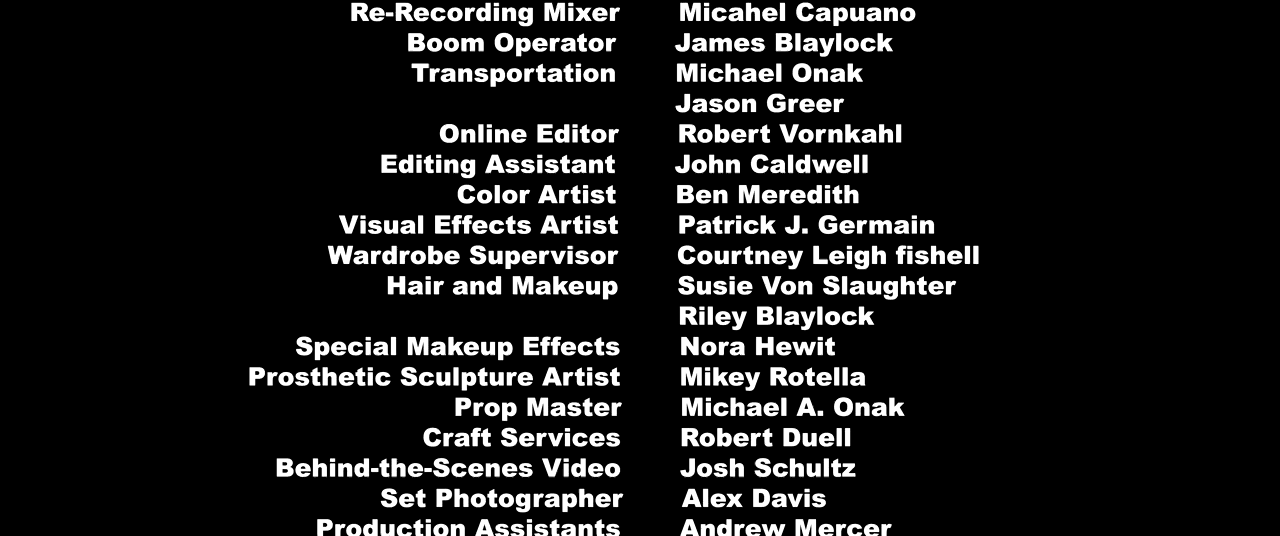 Re-Recording Mixer Micahel Capuano
Boom Operator James Blaylock
Transportation Michael Onak
Jason Greer
Online Editor Robert Vornkahl
Editing Assistant John Caldwell
Color Artist Ben Meredith
Visual Effects Artist Patrick J. Germain
Wardrobe Supervisor Courtney Leigh fishell
Hair and Makeup Susie Von Slaughter
Riley Blaylock
Special Makeup Effects Nora Hewit
Prosthetic Sculpture Artist Mikey Rotella
Prop Master Michael A. Onak
Craft Services Robert Duell
Behind-the-Scenes Video Josh Schultz
Set Photographer Alex Davis
Production Assistants Andrew Mercer